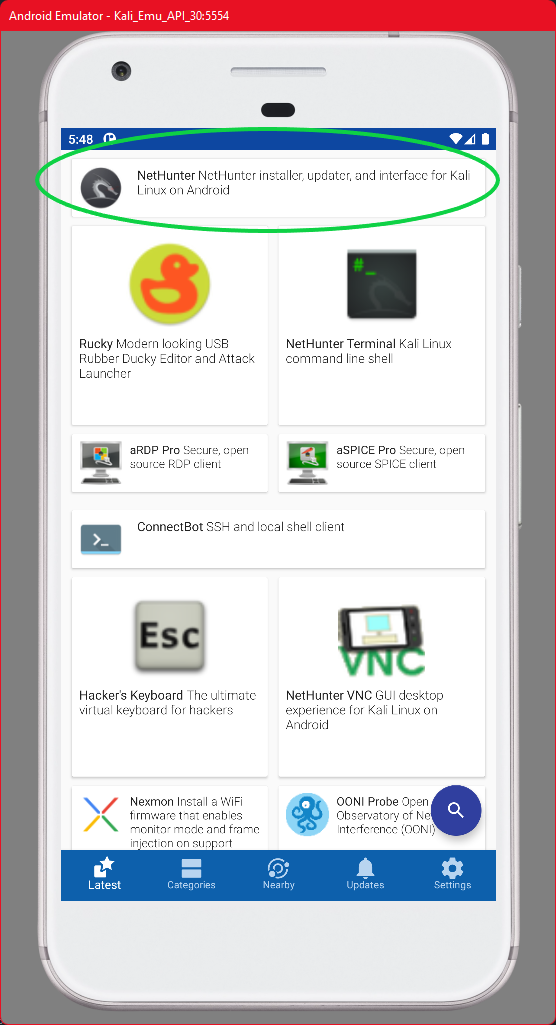 Android Emulator - Kali_Emu_API_30:5554
5:48
NetHunter NetHunter installer, updater, and interface for Kali
Linux on Android
#_
Rucky Modern looking USB
Rubber Ducky Editor and Attack
Launcher
NetHunter Terminal Kali Linux
command line shell
aRDP Pro Secure, open
source RDP client
aSPICE Pro Secure, open
source SPICE client
>_
ConnectBot SSH and local shell client
Esc
VNC
Hacker's Keyboard The ultimate
virtual keyboard for hackers
NetHunter VNC GUI desktop
experience for Kali Linux on
Android
Nexmon Install a WiFi
firmware that enables
monitor mode and frame
injection on support
OONI Probe Open
Observatory of
Interference (OONI)
Latest
Categories
Nearby
Updates
Settings